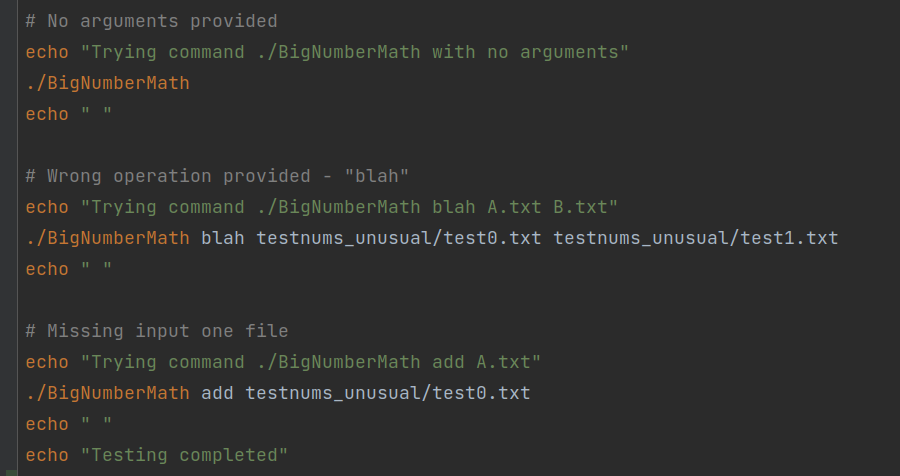 # No arguments provided
echo "Trying command ./BigNumberMath with no arguments"
./BigNumberMath
echo " "
# Wrong operation provided - "blah"
echo "Trying command ./BigNumberMath blah A.txt B.txt"
./BigNumberMath blah testnums_unusual/test0.txt testnums_unusual/test1.txt
echo " "
# Missing input one file
echo "Trying command ./BigNumberMath add A.txt"
./BigNumberMath add testnums_unusual/test0.txt
echo " "
echo "Testing completed"